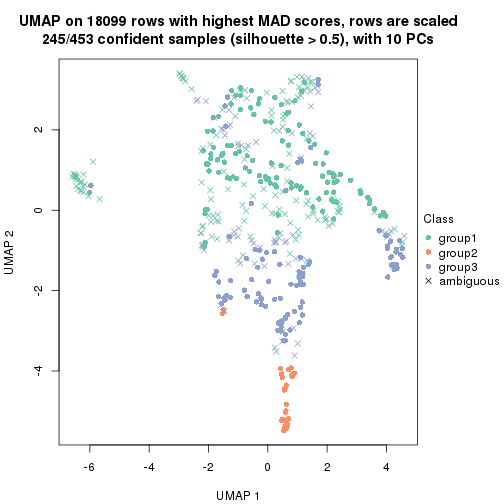 UMAP on 18099 rows with highest MAD scores, rows are scaled
245/453 confident samples (silhouette > 0.5), with 10 PCs
2
0
-2
-4
UMAP 2
-6
-4
-2
0
2
4
UMAP 1
Class
group1
group2
group3
ambiguous